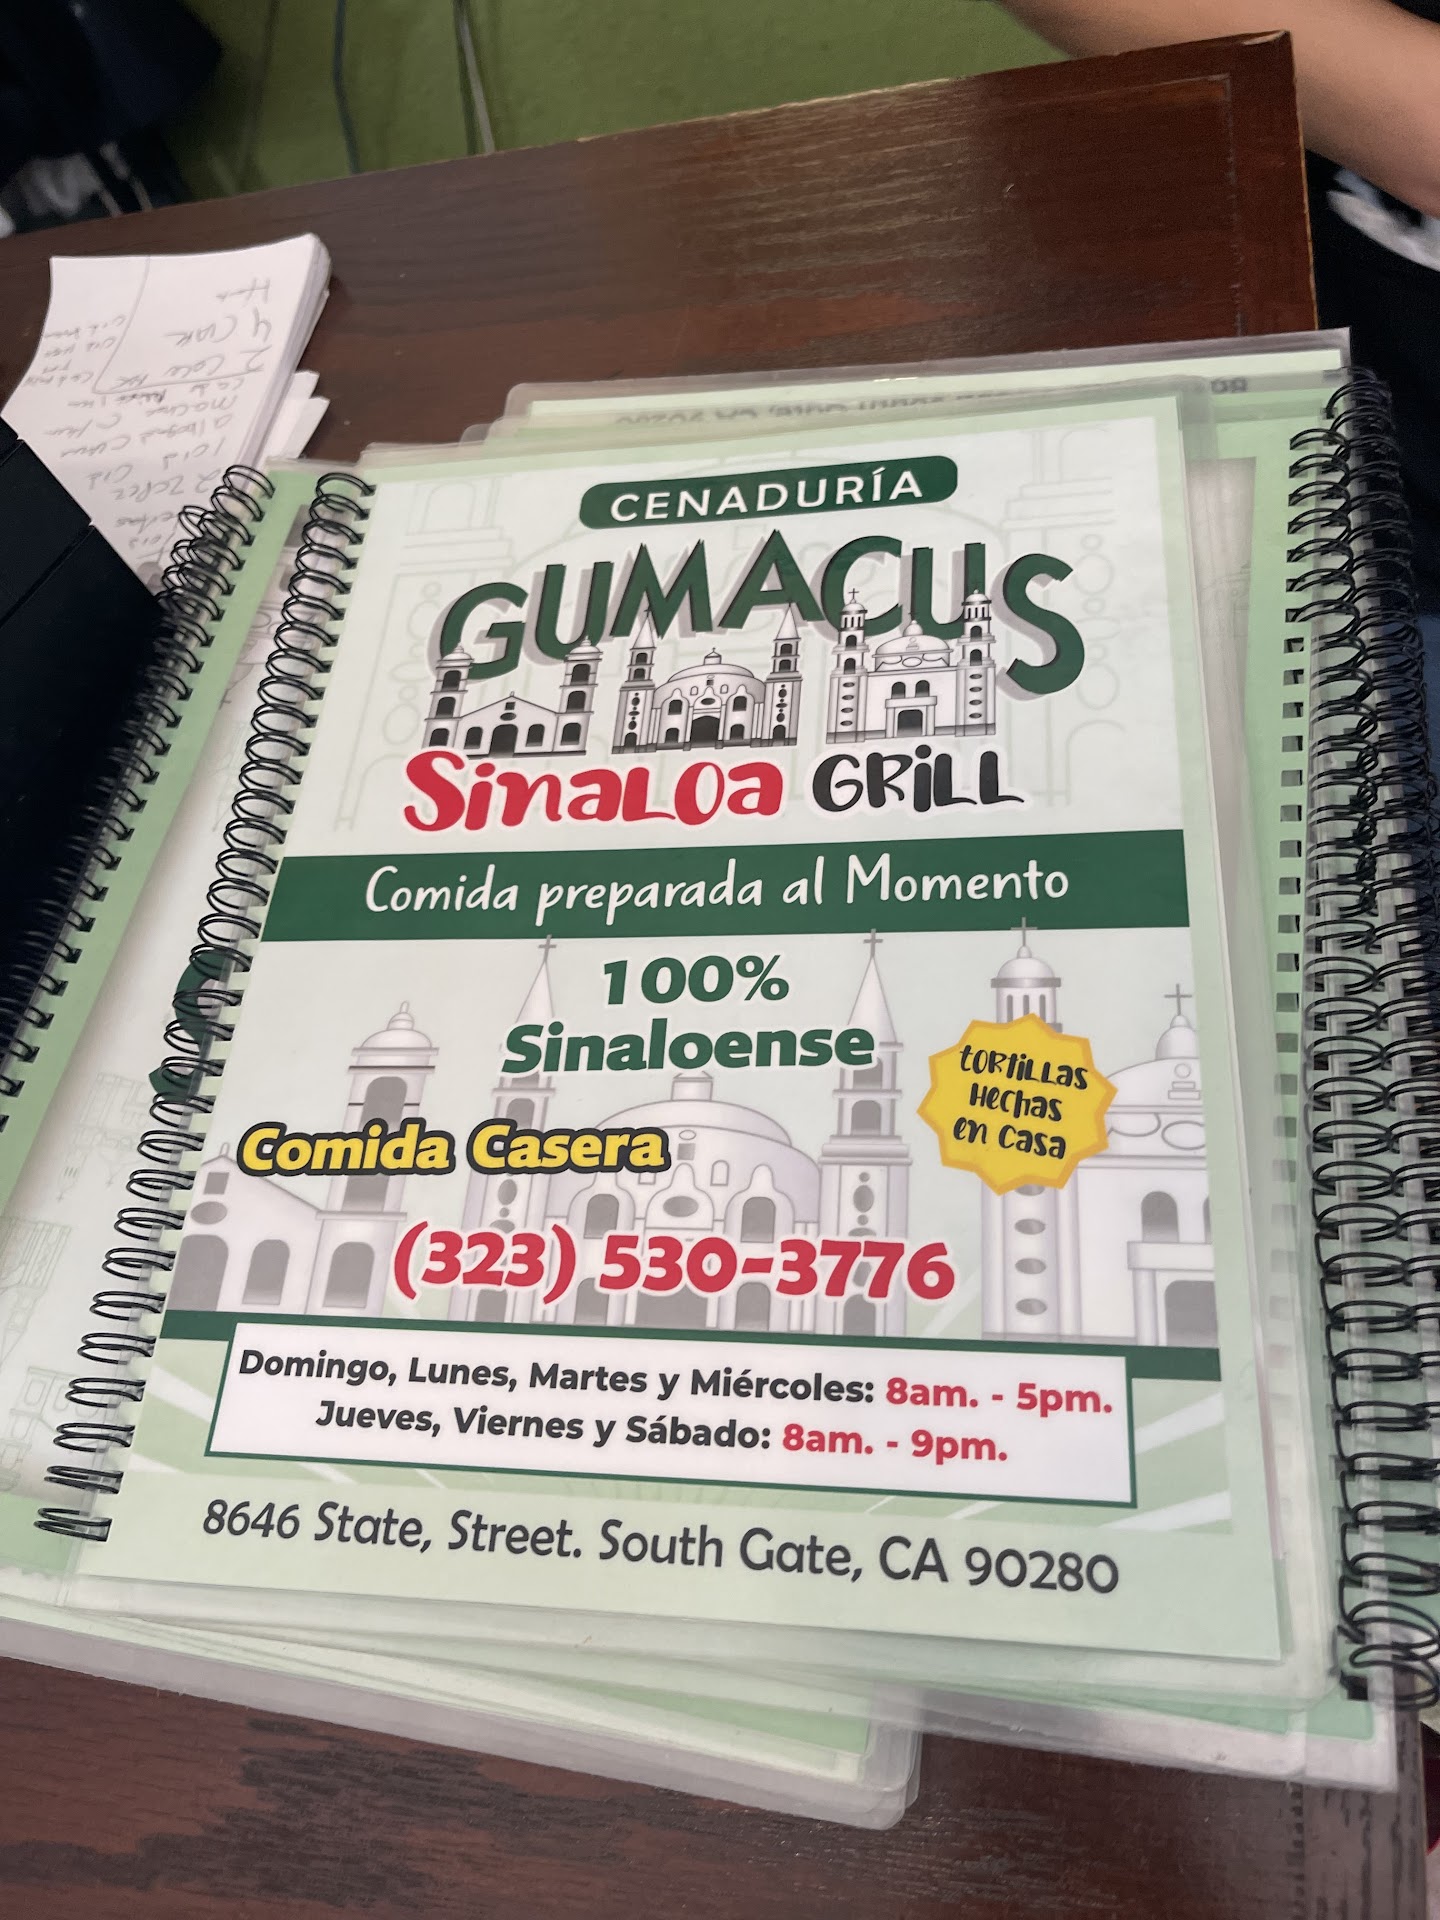 CENADURÍA
GUMACUS
Sinaloa GRILL
Comida preparada al Momento
100%
Sinaloense
tortillas
Hechas
en casa
Comida Casera
(323) 530-3776
Domingo, Lunes, Martes y Miércoles: 8am. - 5pm.
Jueves, Viernes y Sábado: 8am. - 9pm.
8646 State, Street. South Gate, CA 90280